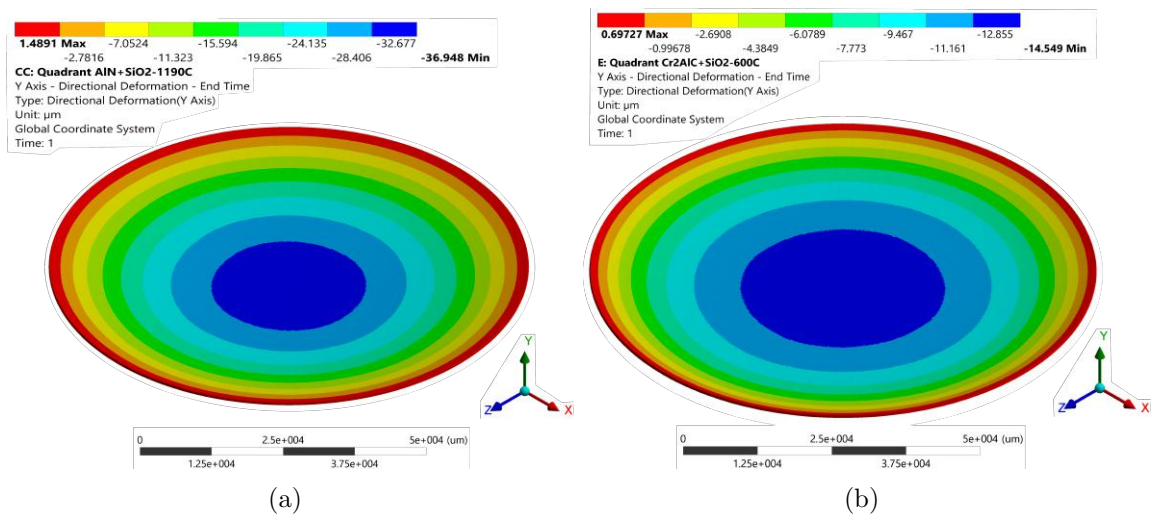 1.4891 Max -7.0524 -15.594 -24.135 -32.677
-2.7816 -11.323 -19.865 -28.406 -36.948 Min
CC: Quadrant AlN+SiO2-1190C
Y Axis - Directional Deformation - End Time
Type: Directional Deformation(Y Axis)
Unit: µm
Global Coordinate System
Time: 1
Y
Z
X
0 2.5e+004 5e+004 (um)
1.25e+004 3.75e+004
(a)
0.69727 Max -2.6908 -6.0789 -9.467 -12.855
-0.99678 -4.3849 -7.773 -11.161 -14.549 Min
E: Quadrant Cr2AlC+SiO2-600C
Y Axis - Directional Deformation - End Time
Type: Directional Deformation(Y Axis)
Unit: µm
Global Coordinate System
Time: 1
Y
Z
X
0 2.5e+004 5e+004 (um)
1.25e+004 3.75e+004
(b)